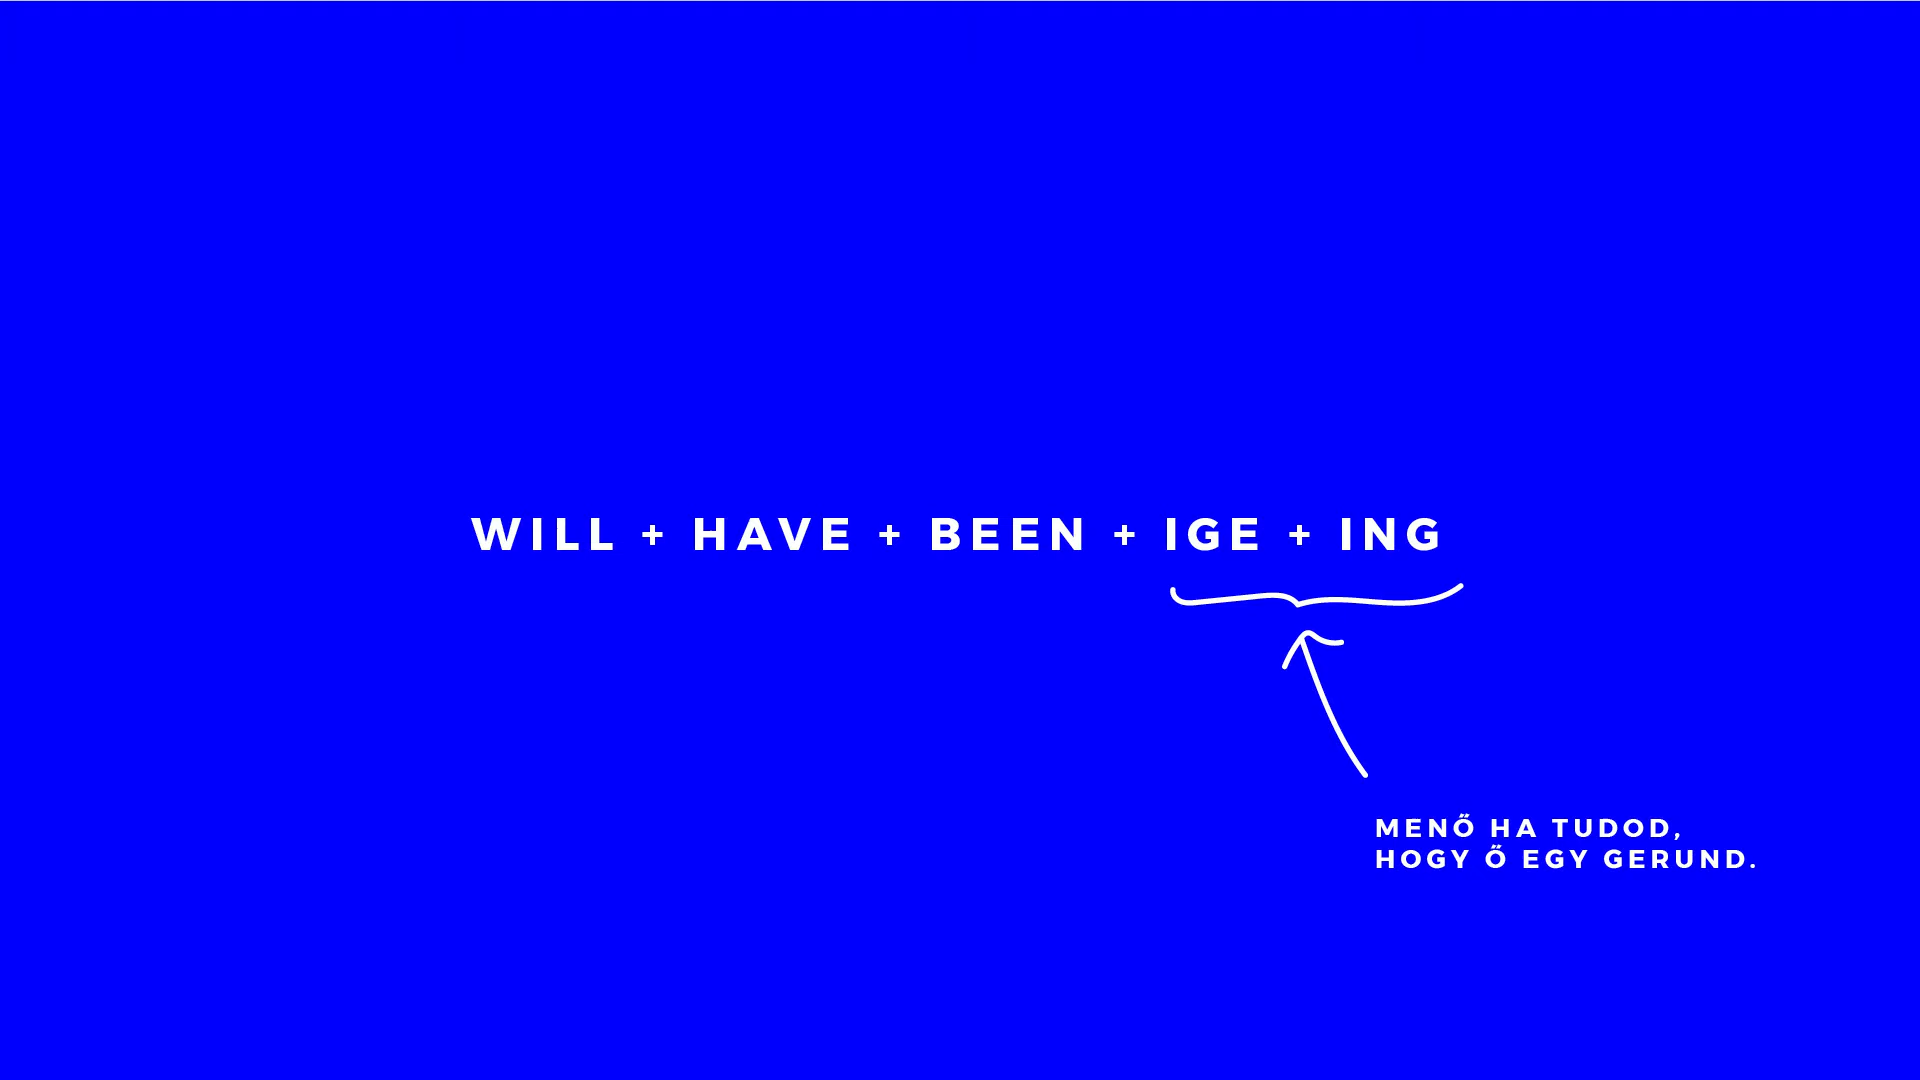 WILL + HAVE + BEEN + IGE + ING
MENŐ HA TUDOD,
HOGY Ő EGY GERUND.